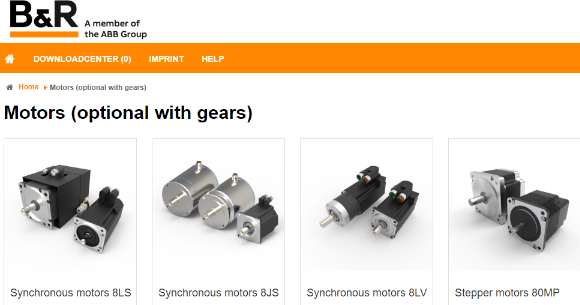 B&R
A member of
the ABB Group
DOWNLOADCENTER (0) IMPRINT HELP
Home Motors (optional with gears)
Motors (optional with gears)
Synchronous motors 8LS Synchronous motors 8JS Synchronous motors 8LV Stepper motors 80MP